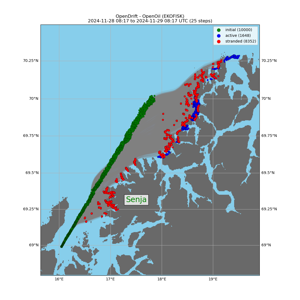 OpenDrift - OpenOil (EKOFISK)
2024-11-28 08:17 to 2024-11-29 08:17 UTC (25 steps)
initial (10000)
active (1648)
stranded (8352)
70.25°N
70.25°N
70°N
70°N
69.75°N
69.75°N
69.5°N
69.5°N
69.25°N
69.25°N
69°N
69°N
Senja
16°E
17°E
18°E
19°E